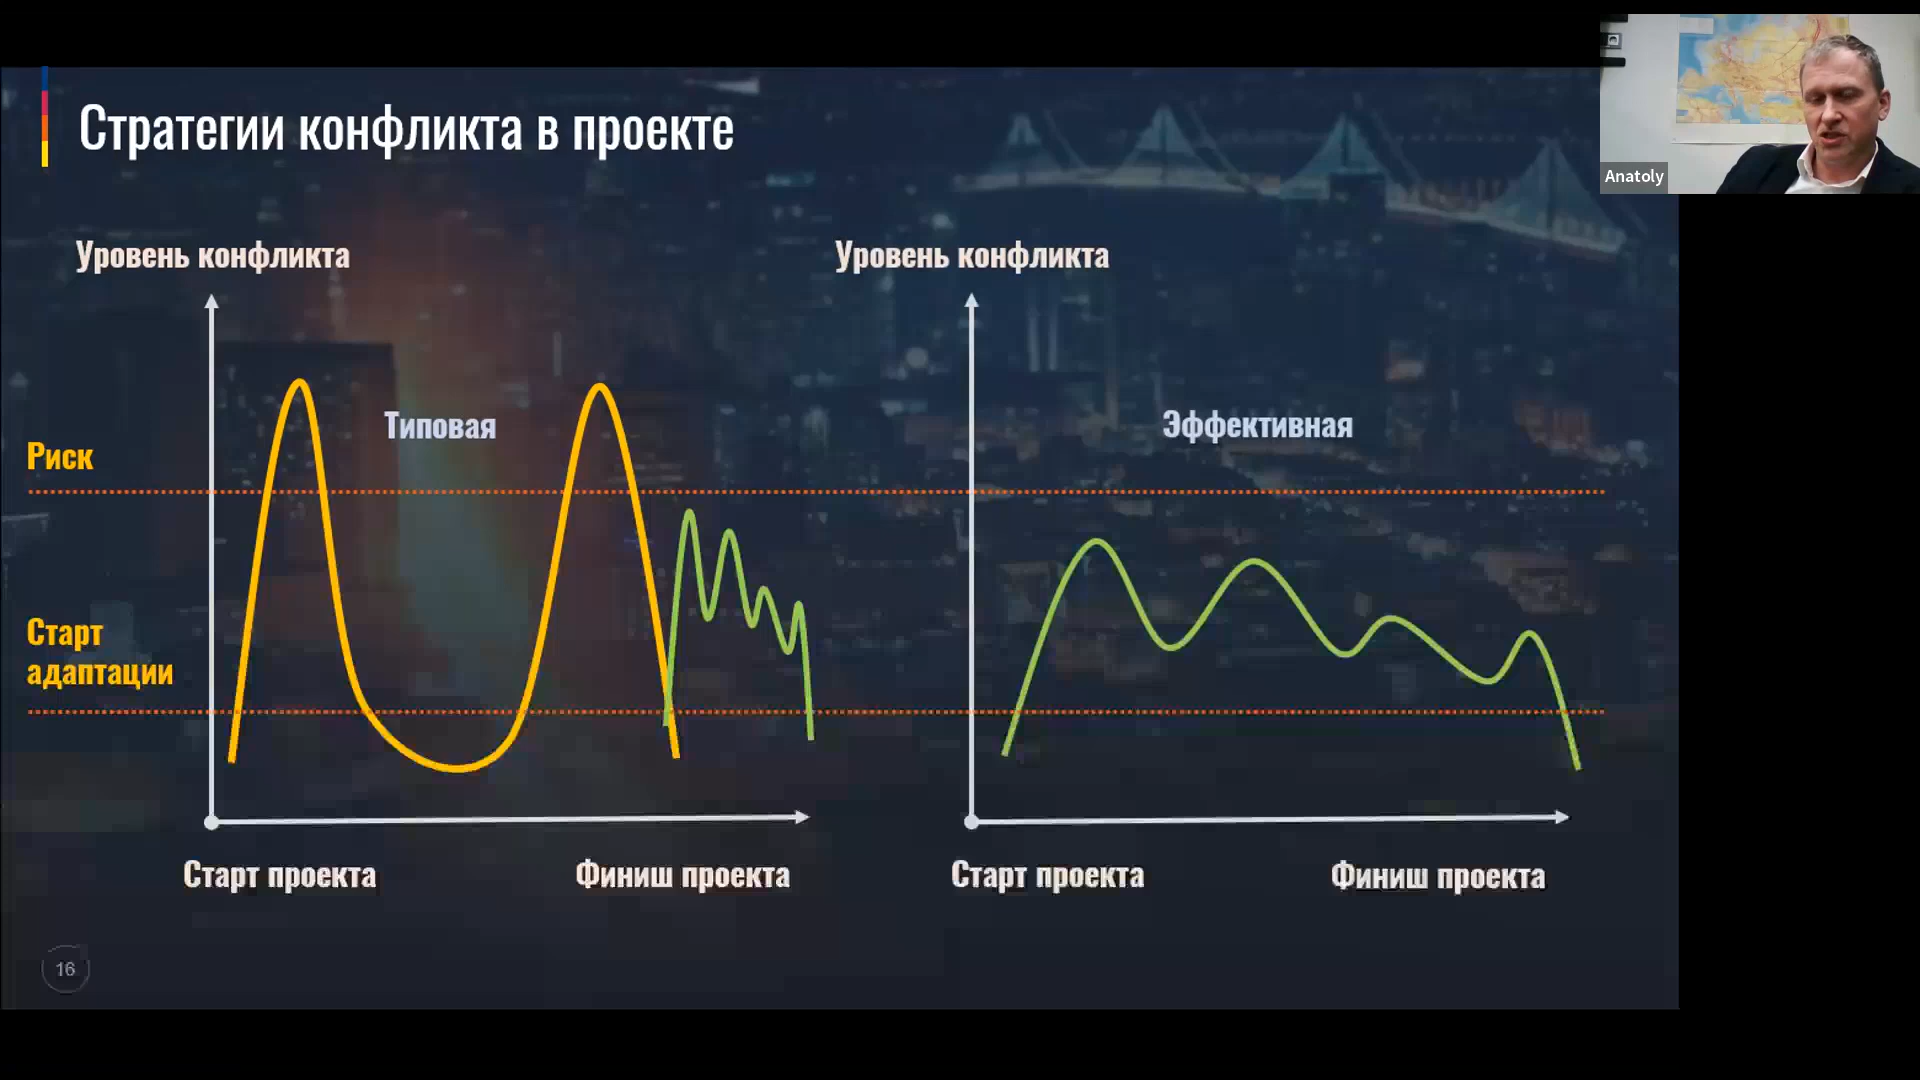 Стратегии конфликта в проекте
Anatoly
Уровень конфликта
Уровень конфликта
Типовая
Эффективная
Риск
Старт
адаптации
Старт проекта
Финиш проекта
Старт проекта
Финиш проекта
16